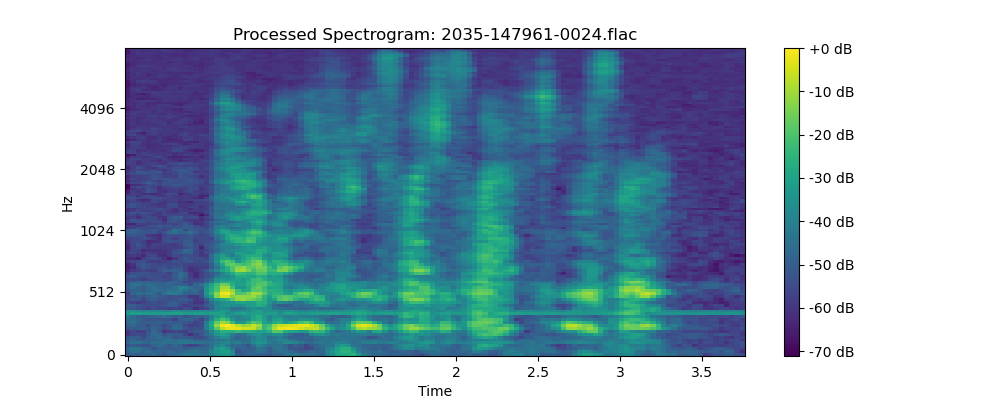 Processed Spectrogram: 2035-147961-0024.flac
Hz
4096
2048
1024
512
0
0
0.5
1
1.5
2
2.5
3
3.5
Time
+0 dB
-10 dB
-20 dB
-30 dB
-40 dB
-50 dB
-60 dB
-70 dB